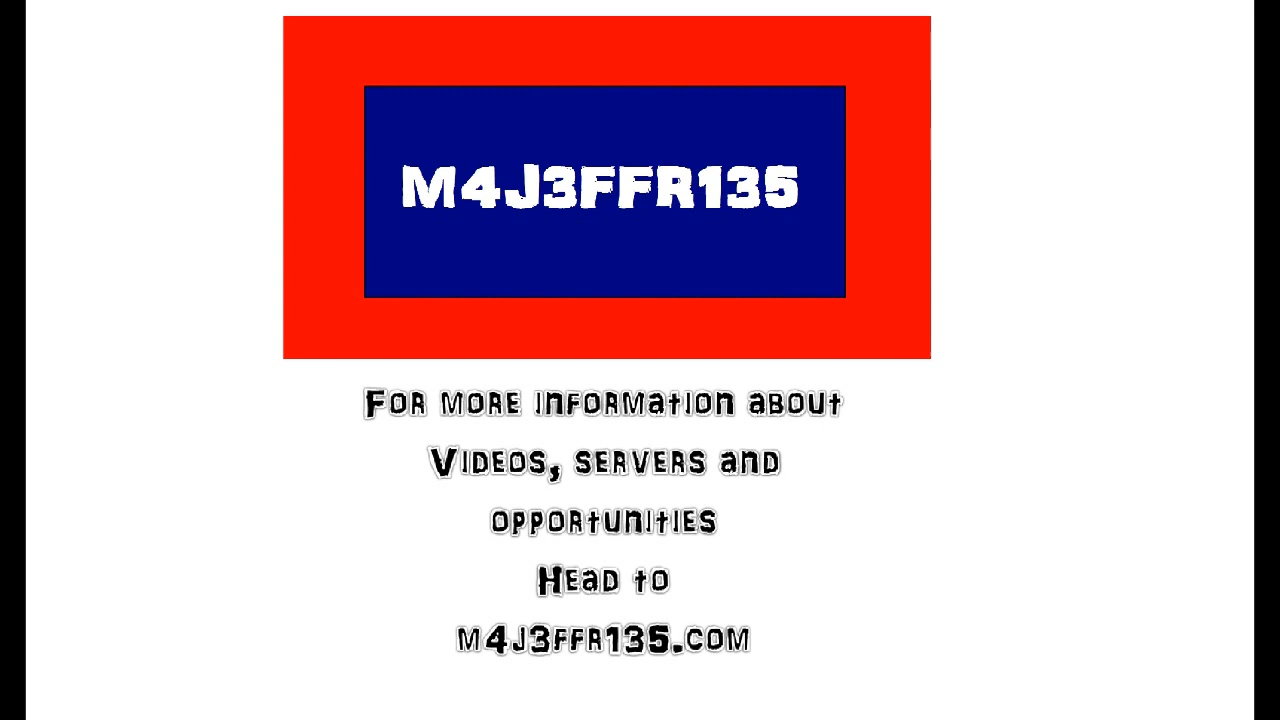 M4J3FFR135
For more information about
Videos, servers and
opportunities
Head to
m4j3ffr135.com